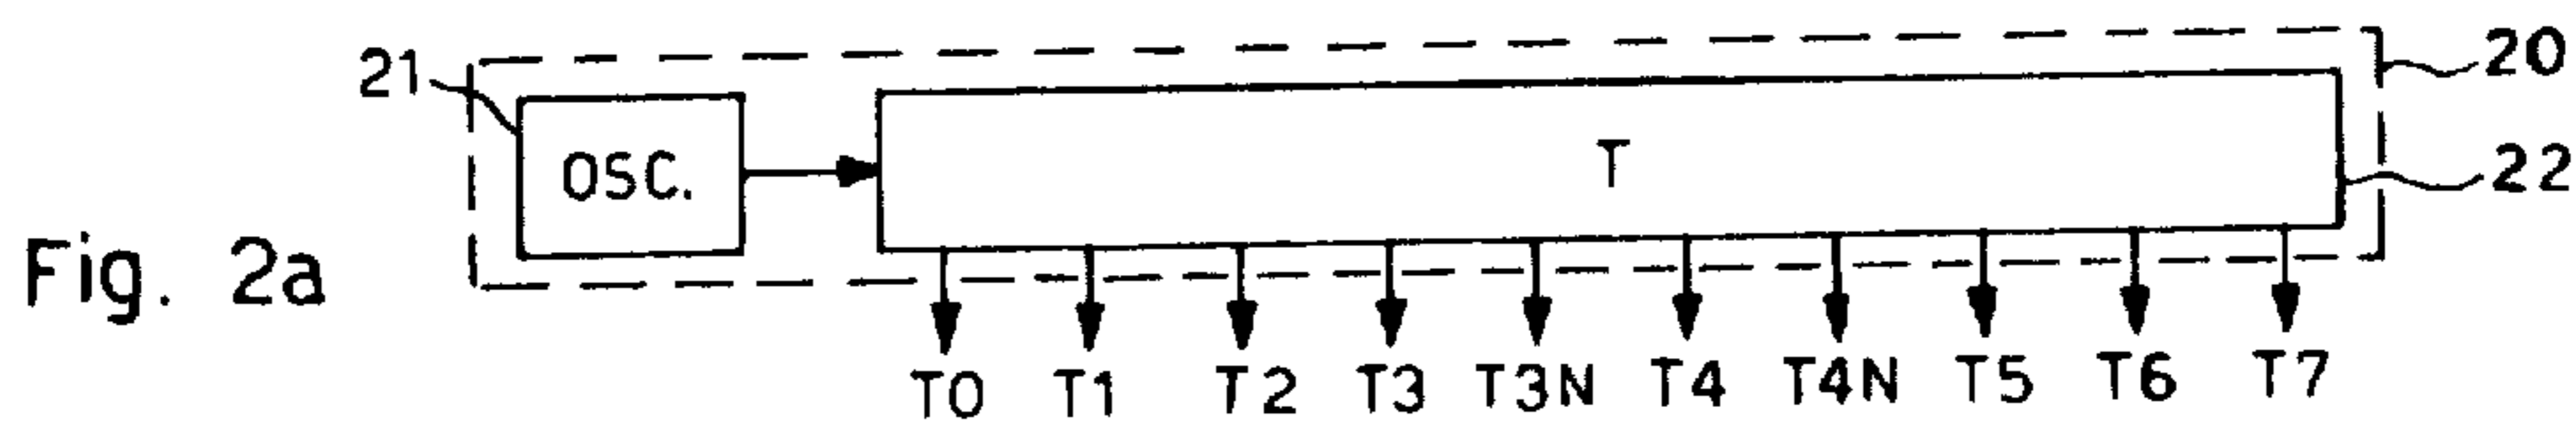 21
20
OSC.
T
22
Fig. 2a
T0 T1 T2 T3 T3N T4 T4N T5 T6 T7